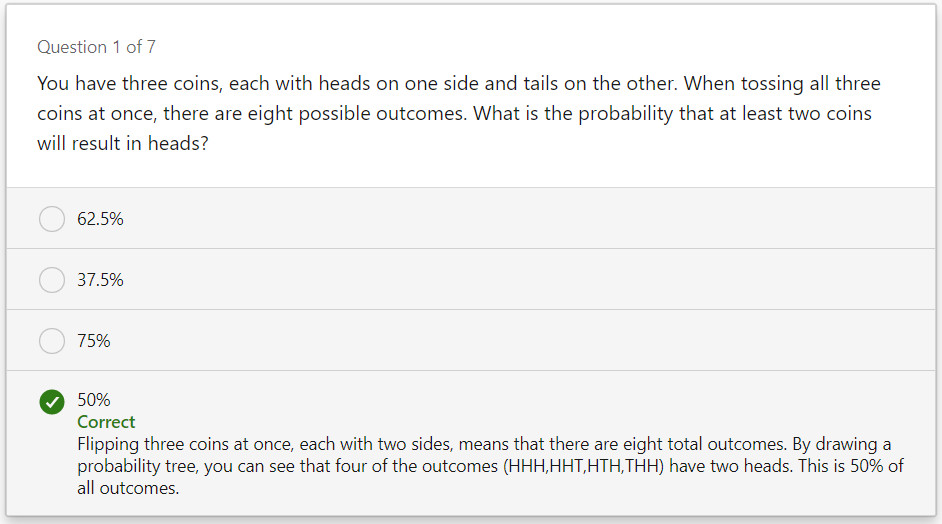 Question 1 of 7
You have three coins, each with heads on one side and tails on the other. When tossing all three
coins at once, there are eight possible outcomes. What is the probability that at least two coins
will result in heads?
62.5%
37.5%
75%
50%
Correct
Flipping three coins at once, each with two sides, means that there are eight total outcomes. By drawing a
probability tree, you can see that four of the outcomes (HHH,HHT,HTH,THH) have two heads. This is 50% of
all outcomes.